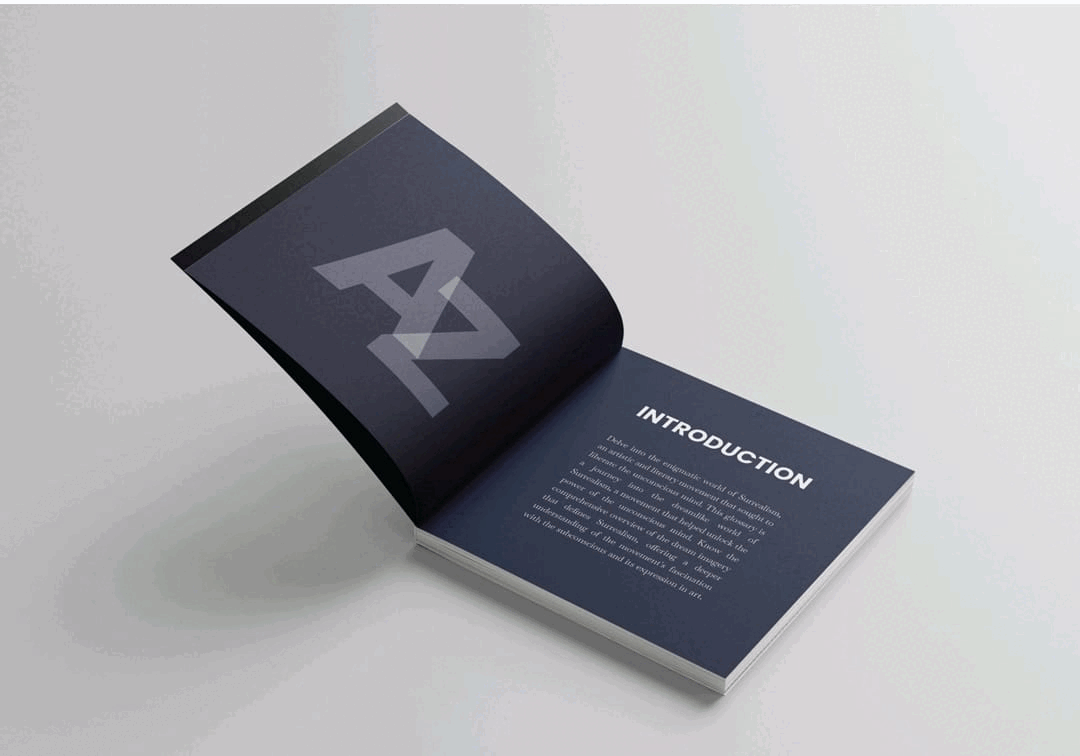 AZ
INTRODUCTION
Delve into the enigmatic world of Surrealism,
an artistic and literary movement that sought to
liberate the unconscious mind. This glossary is
a journey into the dreamlike world of
Surrealism, a movement that helped unlock the
power of the unconscious mind. Know the
comprehensive overview of the dream imagery
that defines Surrealism, offering a deeper
understanding of the movement's fascination
with the subconscious and its expression in art.